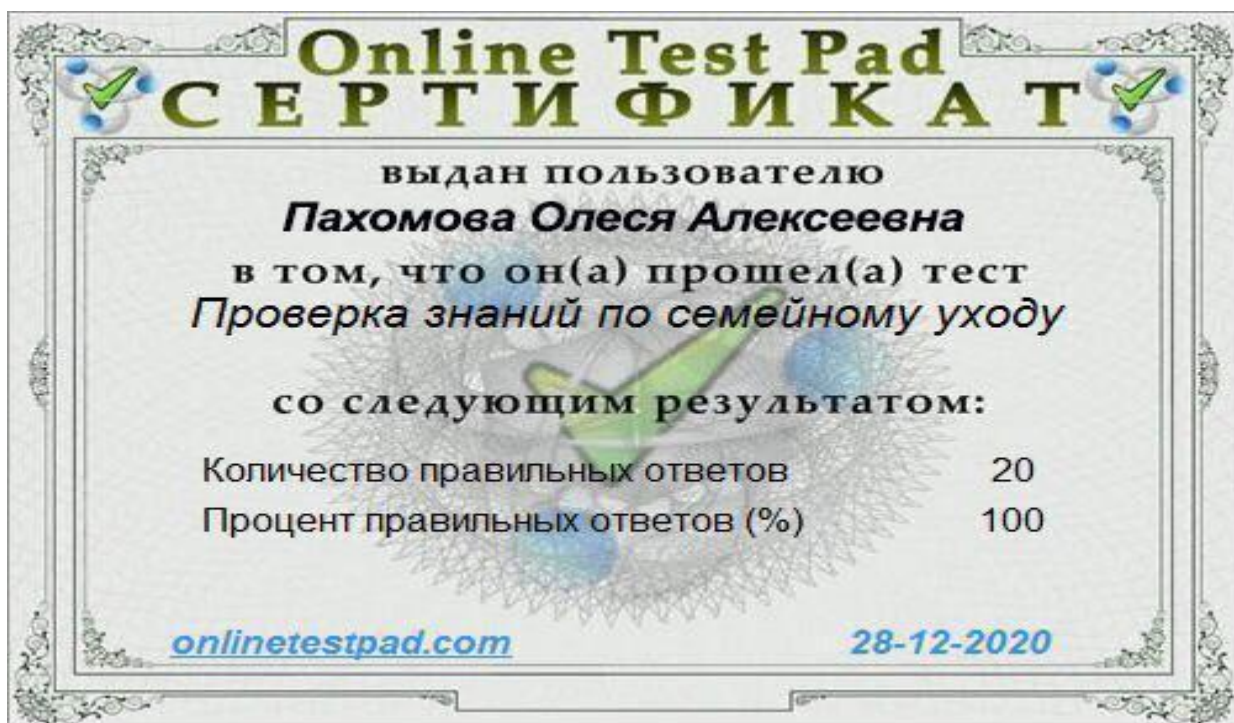 Online Test Pad
СЕРТИФИКАТ
выдан пользователю
Пахомова Олеся Алексеевна
в том, что он(а) прошел(а) тест
Проверка знаний по семейному уходу
со следующим результатом:
Количество правильных ответов 20
Процент правильных ответов (%) 100
onlinetestpad.com 28-12-2020